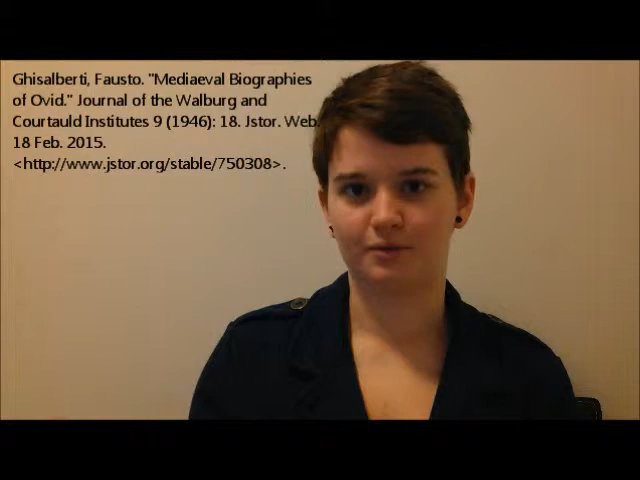 Ghisalberti, Fausto. "Mediaeval Biographies
of Ovid." Journal of the Walburg and
Courtauld Institutes 9 (1946): 18. Jstor. Web.
18 Feb. 2015.
<http://www.jstor.org/stable/750308>.